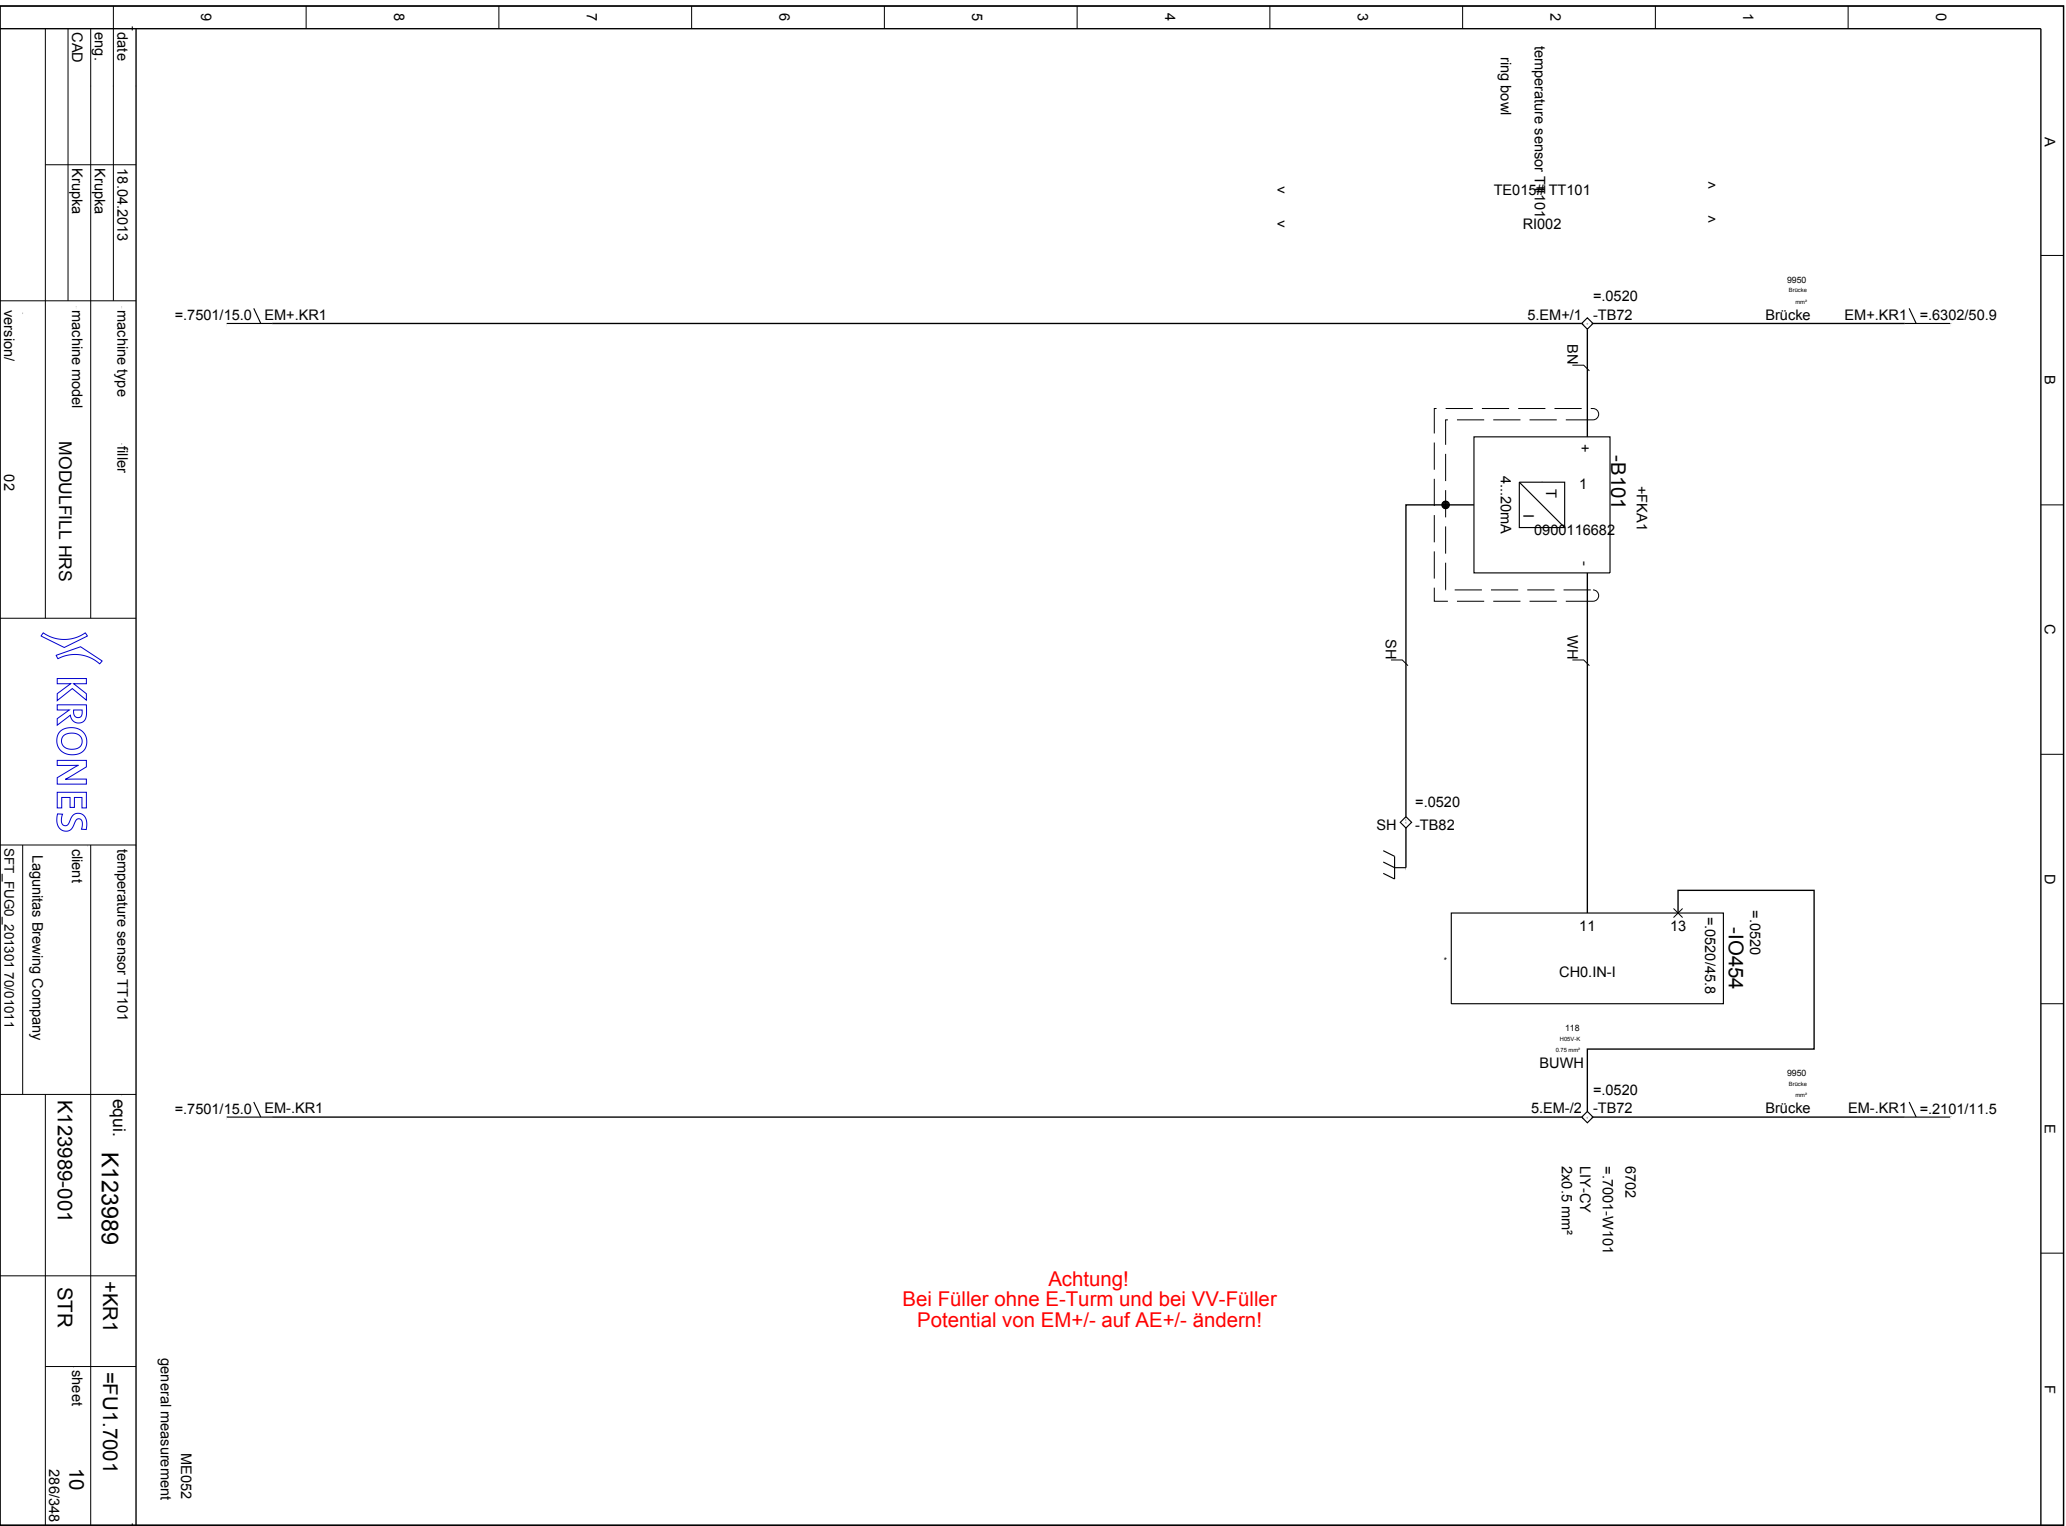 0
1
2
3
4
5
6
7
8
9
A
B
C
D
E
F
temperature sensor TT101
ring bowl
< TE015# TT101 >
< RI002 >
=.7501/15.0 \ EM+.KR1
=.0520
5.EM+/1 -TB72
9950
Brücke
mm²
Brücke
EM+.KR1 \ =.6302/50.9
BN
+FKA1
-B101
+
1
-
T
I
4...20mA
0900116682
SH
WH
=.0520
SH -TB82
=.0520
-IO454
=.0520/45.8
11
13
CH0.IN-I
118
H05V-K
0.75 mm²
BUWH
=.7501/15.0 \ EM-.KR1
=.0520
5.EM-/2 -TB72
9950
Brücke
mm²
Brücke
EM-.KR1 \ =.2101/11.5
6702
=.7001-W101
LIY-CY
2x0.5 mm²
Achtung!
Bei Füller ohne E-Turm und bei VV-Füller
Potential von EM+/- auf AE+/- ändern!
ME052
general measurement
date 18.04.2013
eng. Krupka
CAD Krupka
machine type filler
machine model MODULFILL HRS
version/ 02
KRONES
temperature sensor TT101
client
Lagunitas Brewing Company
SFT_FUG0_201301 70/01011
equi. K123989
K123989-001
+KR1
STR
=FU1.7001
sheet 10
286/348